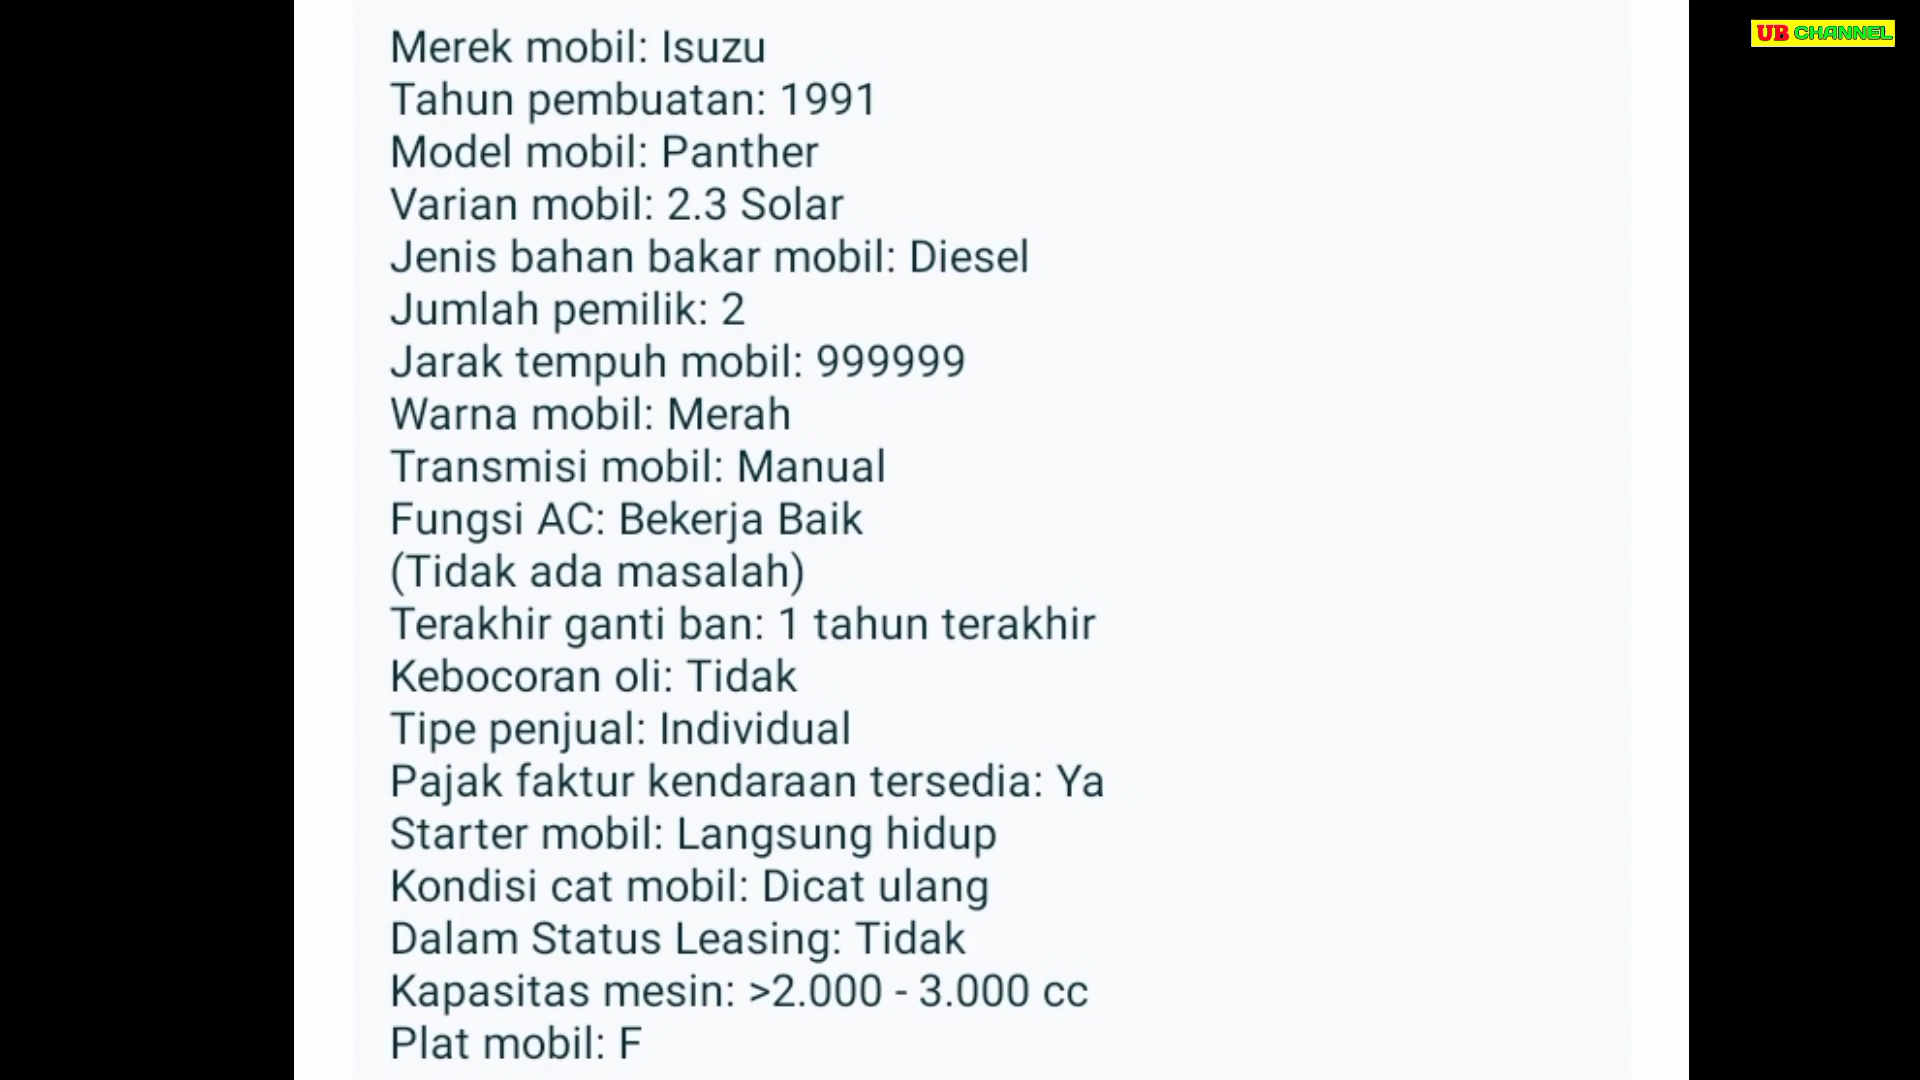 UB CHANNEL
Merek mobil: Isuzu
Tahun pembuatan: 1991
Model mobil: Panther
Varian mobil: 2.3 Solar
Jenis bahan bakar mobil: Diesel
Jumlah pemilik: 2
Jarak tempuh mobil: 999999
Warna mobil: Merah
Transmisi mobil: Manual
Fungsi AC: Bekerja Baik
(Tidak ada masalah)
Terakhir ganti ban: 1 tahun terakhir
Kebocoran oli: Tidak
Tipe penjual: Individual
Pajak faktur kendaraan tersedia: Ya
Starter mobil: Langsung hidup
Kondisi cat mobil: Dicat ulang
Dalam Status Leasing: Tidak
Kapasitas mesin: >2.000 - 3.000 cc
Plat mobil: F